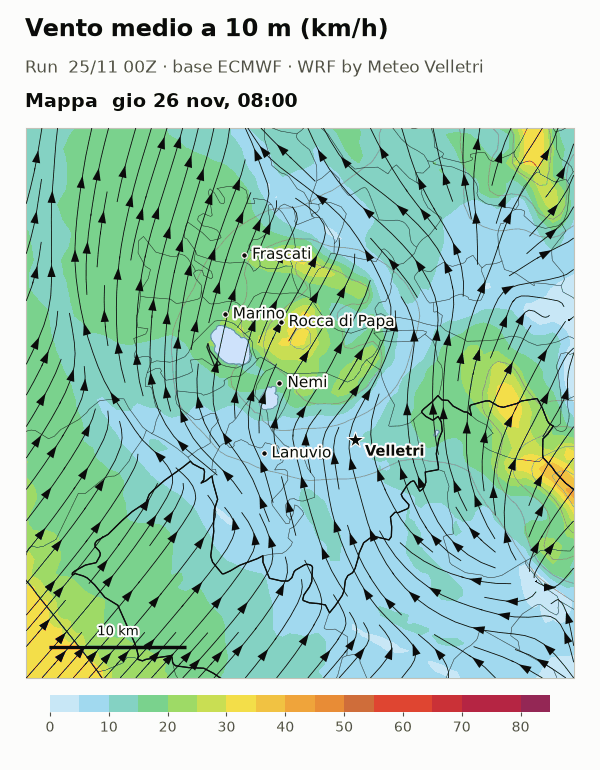 Vento medio a 10 m (km/h)
Run  25/11 00Z · base ECMWF · WRF by Meteo Velletri
Mappa  gio 26 nov, 08:00
Frascati
Marino
Rocca di Papa
Nemi
Velletri
Lanuvio
10 km
0 10 20 30 40 50 60 70 80